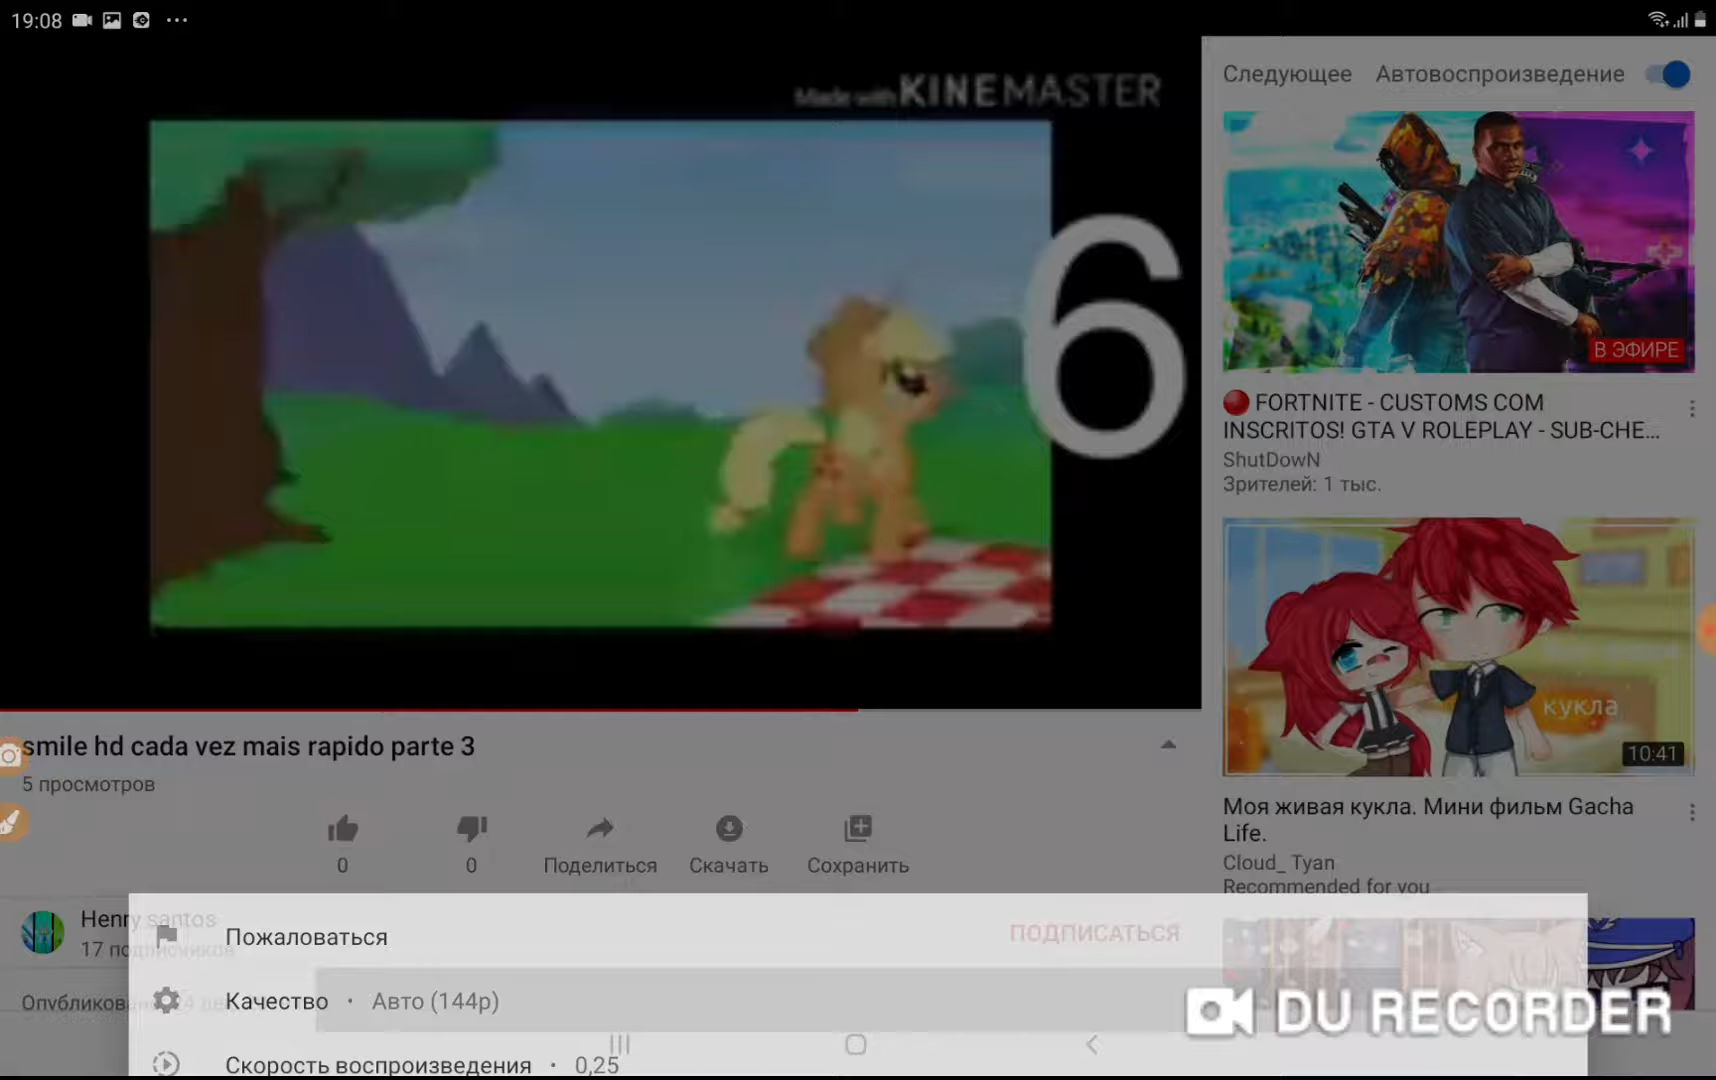 19:08
Made with KINEMASTER
6
Следующее Автовоспроизведение
В ЭФИРЕ
FORTNITE - CUSTOMS COM
INSCRITOS! GTA V ROLEPLAY - SUB-CHE...
ShutDowN
Зрителей: 1 тыс.
кукла
10:41
Моя живая кукла. Мини фильм Gacha
Life.
Cloud_ Tyan
Recommended for you
smile hd cada vez mais rapido parte 3
5 просмотров
0
0
Поделиться
Скачать
Сохранить
Henry santos
17 подписчиков
ПОДПИСАТЬСЯ
Пожаловаться
Качество • Авто (144p)
Скорость воспроизведения • 0,25
DU RECORDER